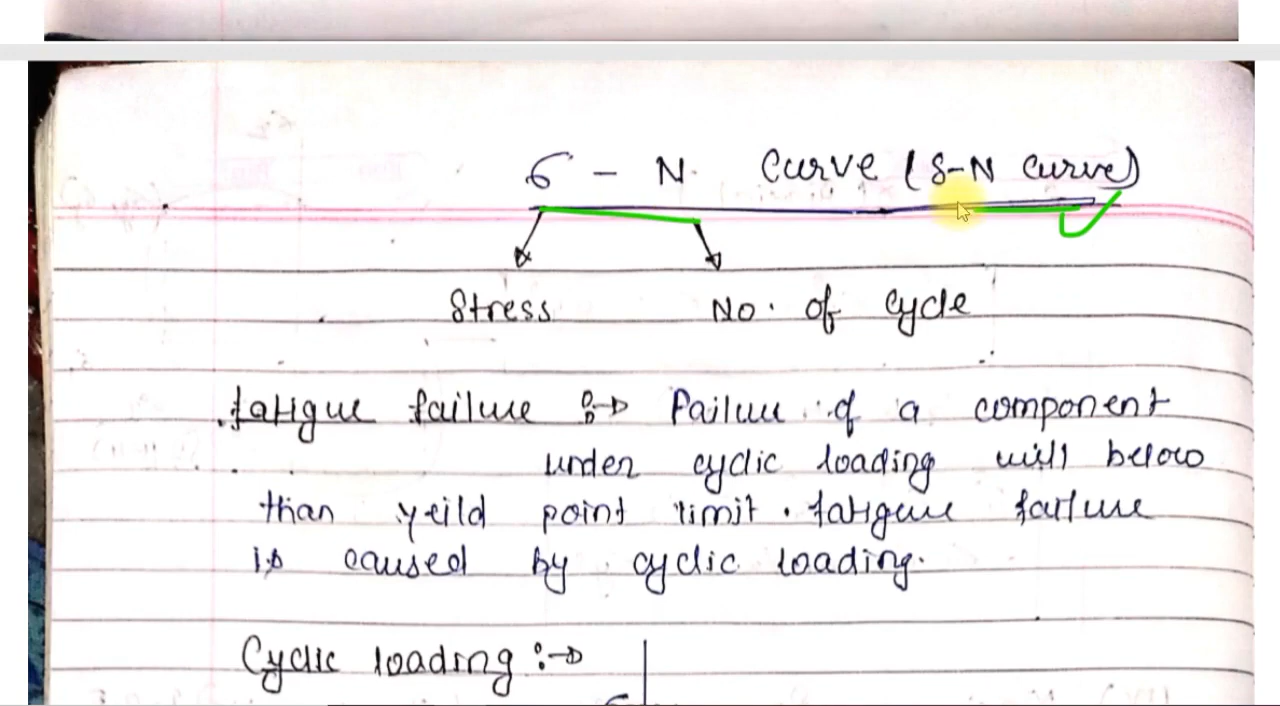 σ - N. Curve (S-N Curve)
Stress No. of cycle
fatigue failure :→ Failure of a component
under cyclic loading will below
than yeild point limit. fatigue failure
is caused by cyclic loading.
Cyclic loading :→